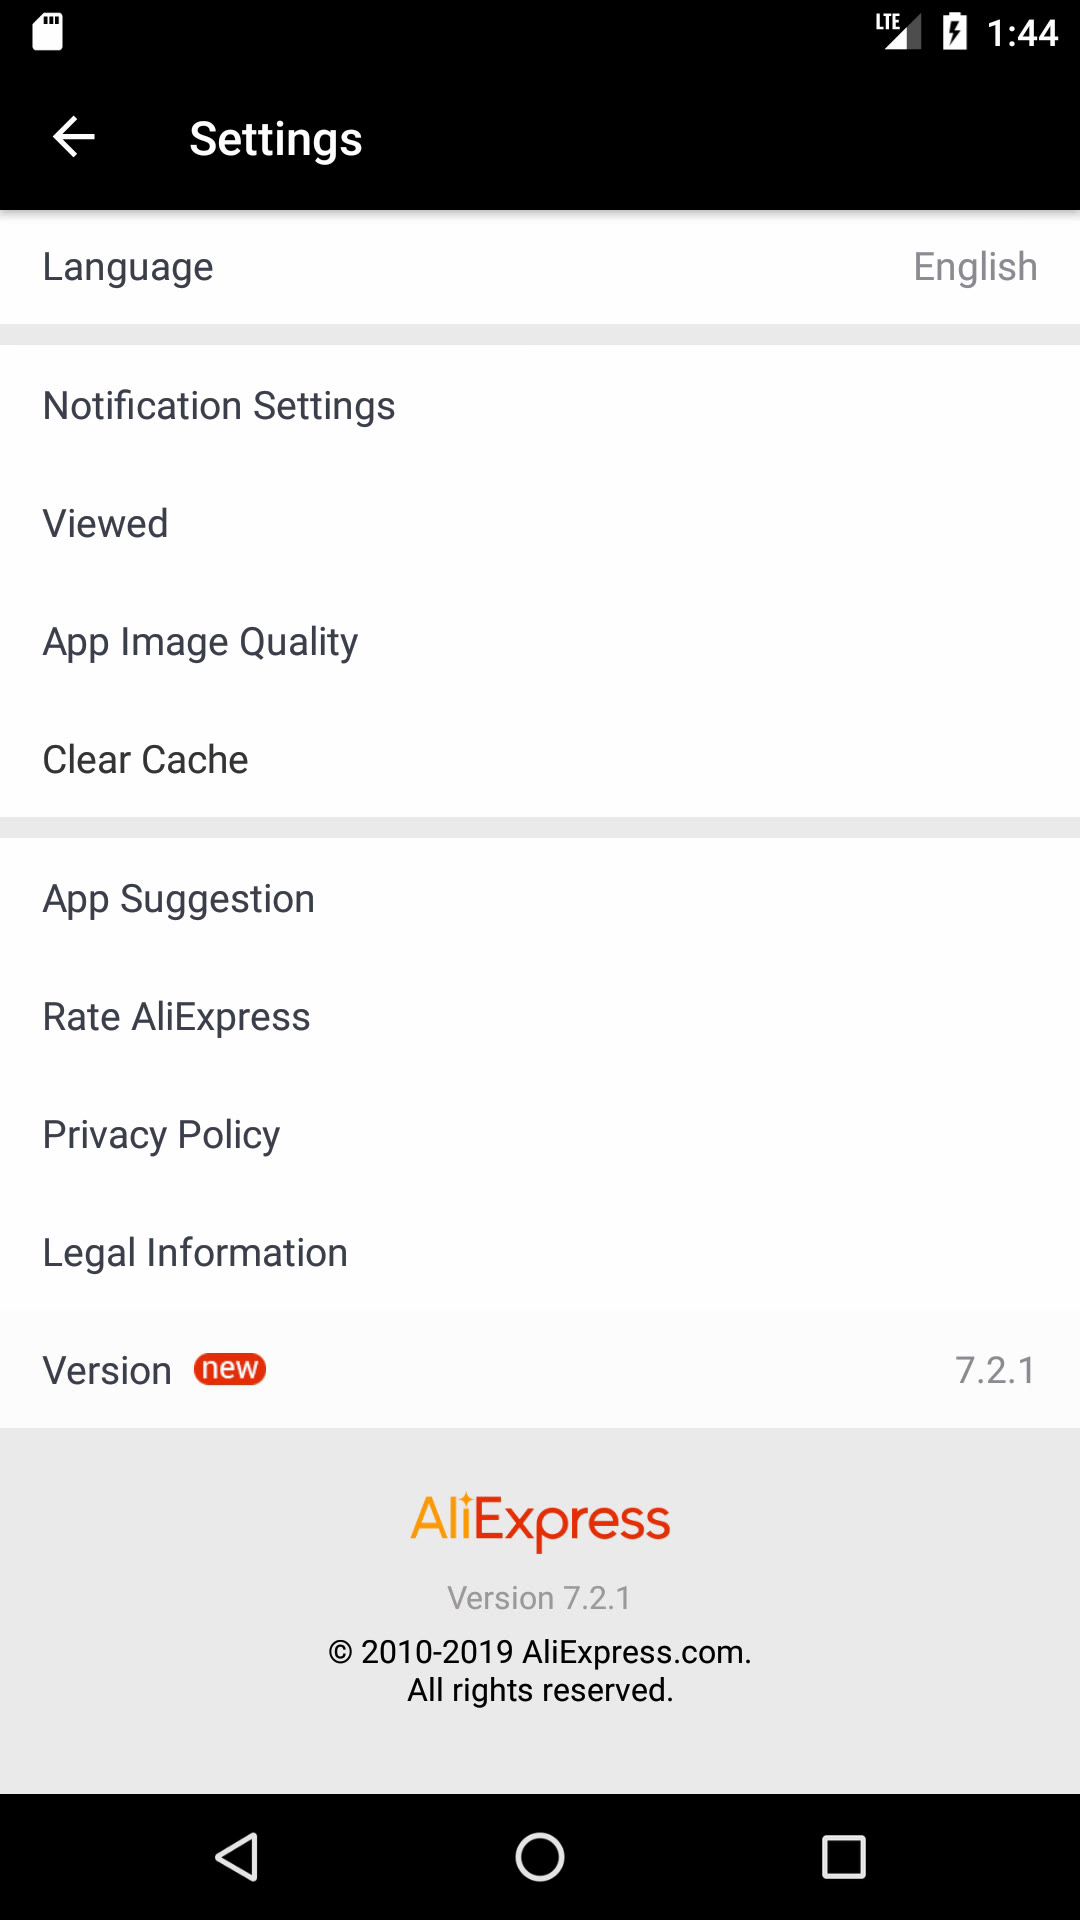 LTE 1:44
Settings
Language English
Notification Settings
Viewed
App Image Quality
Clear Cache
App Suggestion
Rate AliExpress
Privacy Policy
Legal Information
Version new 7.2.1
AliExpress
Version 7.2.1
© 2010-2019 AliExpress.com.
All rights reserved.